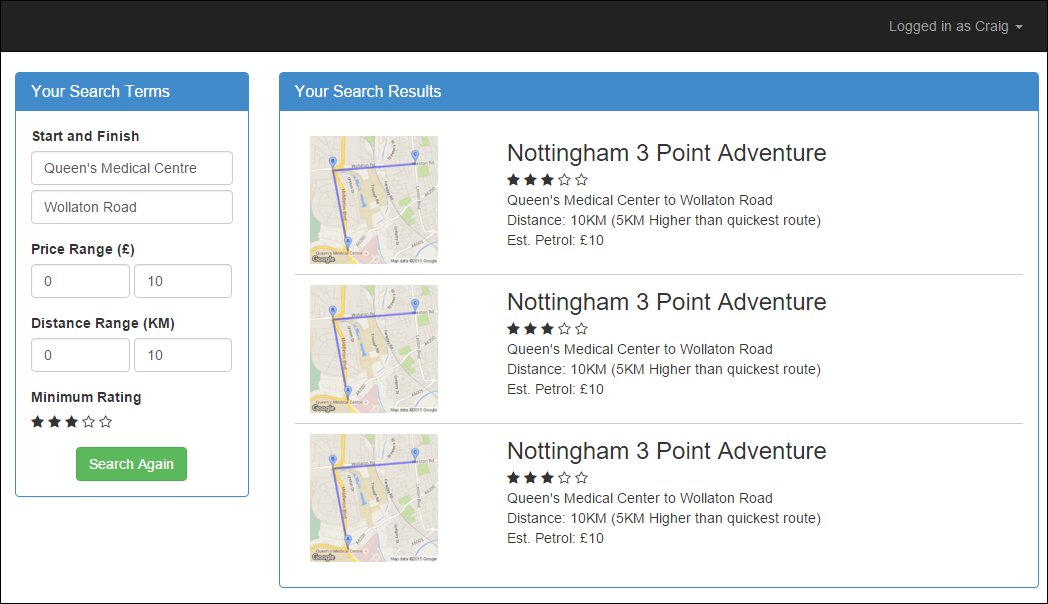 Logged in as Craig
Your Search Terms
Start and Finish
Queen's Medical Centre
Wollaton Road
Price Range (£)
0 10
Distance Range (KM)
0 10
Minimum Rating
Search Again
Your Search Results
Nottingham 3 Point Adventure
Queen's Medical Center to Wollaton Road
Distance: 10KM (5KM Higher than quickest route)
Est. Petrol: £10
Google
Map data ©2015 Google
Nottingham 3 Point Adventure
Queen's Medical Center to Wollaton Road
Distance: 10KM (5KM Higher than quickest route)
Est. Petrol: £10
Google
Map data ©2015 Google
Nottingham 3 Point Adventure
Queen's Medical Center to Wollaton Road
Distance: 10KM (5KM Higher than quickest route)
Est. Petrol: £10
Google
Map data ©2015 Google